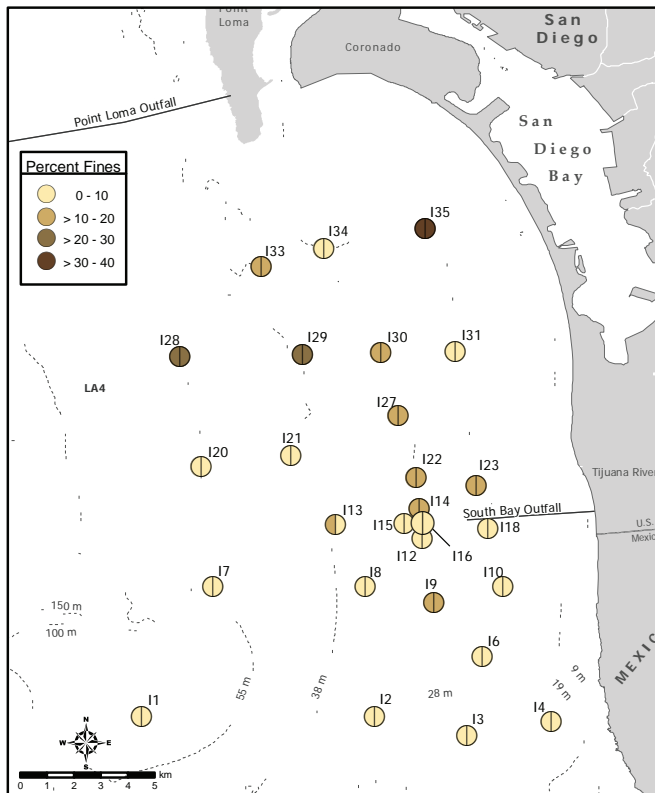 Point
Loma
San
Diego
Coronado
Point Loma Outfall
San
Diego
Bay
Percent Fines
0 - 10
> 10 - 20
> 20 - 30
> 30 - 40
I35
I34
I33
I28
I29
I30
I31
LA4
I27
I21
I20
I22
I23
Tijuana River
I14
South Bay Outfall
I13
I15
I18
U.S.
Mexico
I12
I16
I7
I8
I10
I9
150 m
100 m
I6
MEXICO
9 m
19 m
55 m
38 m
28 m
I1
I2
I3
I4
N
W E
S
km
0 1 2 3 4 5